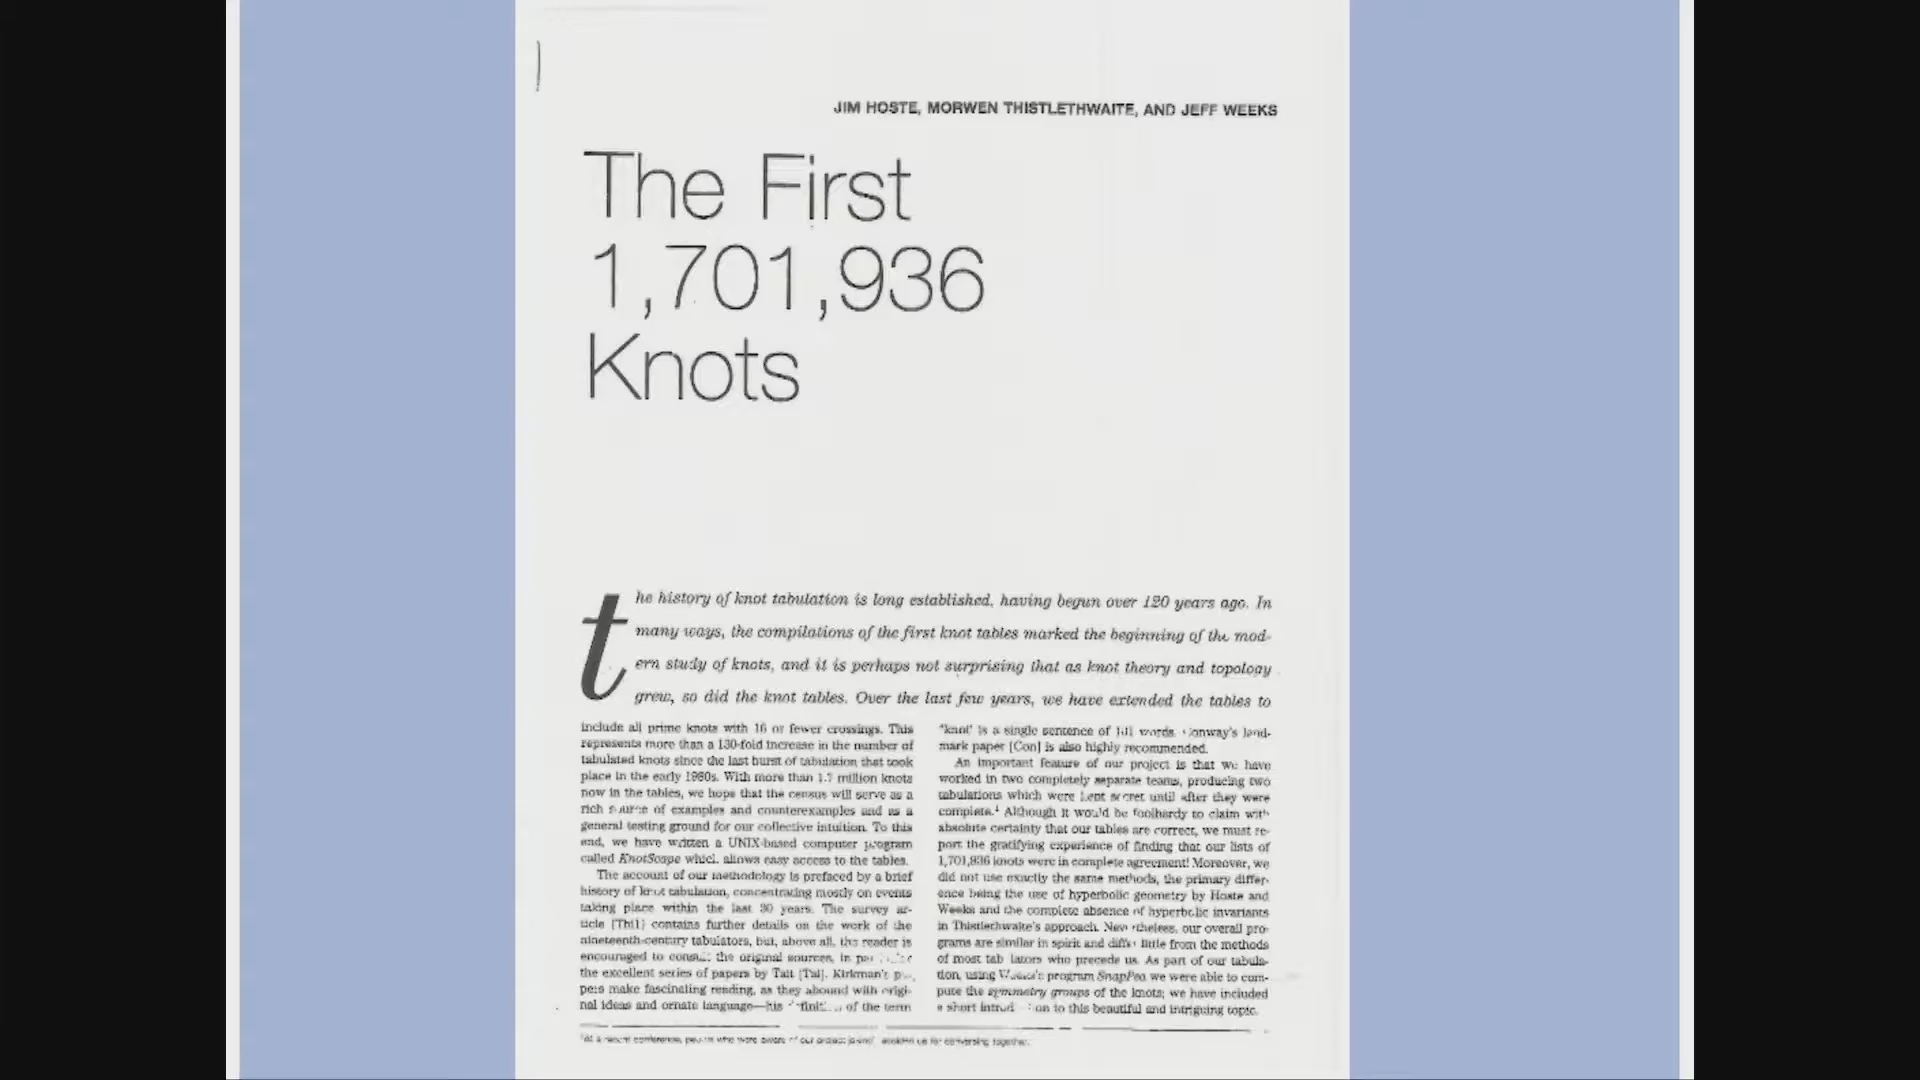 JIM HOSTE, MORWEN THISTLETHWAITE, AND JEFF WEEKS
The First
1,701,936
Knots
the history of knot tabulation is long established, having begun over 120 years ago. In
many ways, the compilations of the first knot tables marked the beginning of the mod-
ern study of knots, and it is perhaps not surprising that as knot theory and topology
grew, so did the knot tables. Over the last few years, we have extended the tables to
include all prime knots with 16 or fewer crossings. This
represents more than a 130-fold increase in the number of
tabulated knots since the last burst of tabulation that took
place in the early 1980s. With more than 1.7 million knots
now in the tables, we hope that the census will serve as a
rich source of examples and counterexamples and as a
general testing ground for our collective intuition. To this
end, we have written a UNIX-based computer program
called KnotScape which allows easy access to the tables.
The account of our methodology is prefaced by a brief
history of knot tabulation, concentrating mostly on events
taking place within the last 30 years. The survey ar-
ticle [Thi1] contains further details on the work of the
nineteenth-century tabulators, but, above all, the reader is
encouraged to consult the original sources, in
the excellent series of papers by Tait [Tai]. Kirkman's
pers make fascinating reading, as they abound with origi-
nal ideas and ornate language—his of the term
"knot" is a single sentence of 101 words. Conway's land-
mark paper [Con] is also highly recommended.
An important feature of our project is that we have
worked in two completely separate teams, producing two
tabulations which were kept secret until after they were
complete.¹ Although it would be foolhardy to claim with
absolute certainty that our tables are correct, we must re-
port the gratifying experience of finding that our lists of
1,701,936 knots were in complete agreement! Moreover, we
did not use exactly the same methods, the primary differ-
ence being the use of hyperbolic geometry by Hoste and
Weeks and the complete absence of hyperbolic invariants
in Thistlethwaite's approach. Nevertheless, our overall pro-
grams are similar in spirit and differ little from the methods
of most tabulators who precede us. As part of our tabula-
tion, using Weeks's program SnapPea we were able to com-
pute the symmetry groups of the knots; we have included
a short introduction to this beautiful and intriguing topic.
¹At a recent conference, people who were aware of our project us for conversing together.